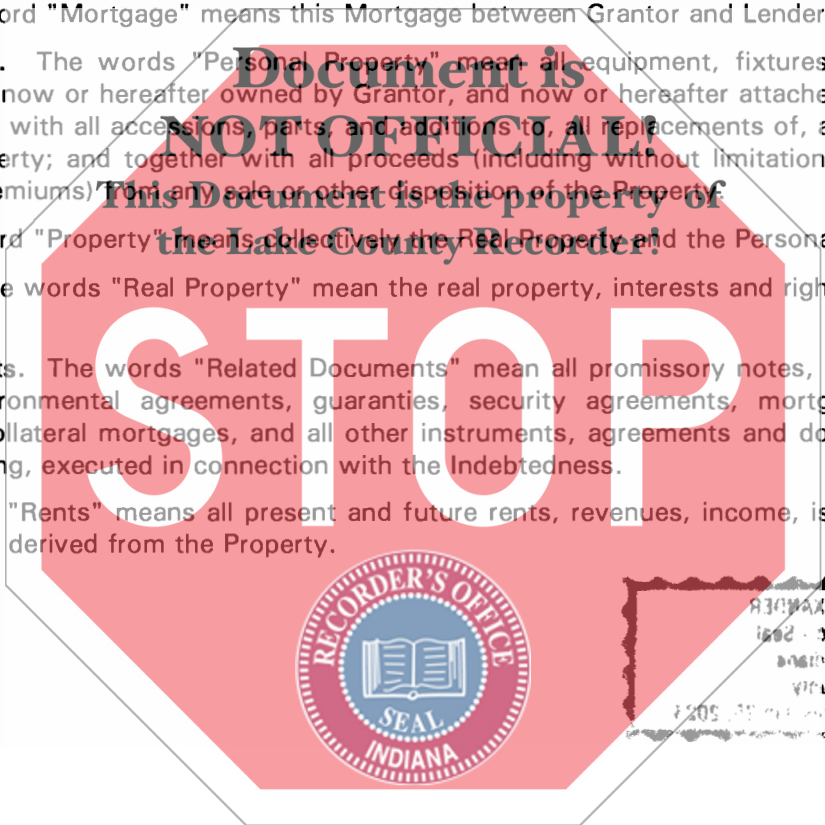 ord "Mortgage" means this Mortgage between Grantor and Lender
. The words "Personal Property" mean all equipment, fixtures
Document is
now or hereafter owned by Grantor, and now or hereafter attache
with all accessions, parts, and additions to, all replacements of, a
NOT OFFICIAL!
erty; and together with all proceeds (including without limitation
emiums) from any sale or other disposition of the Property.
This Document is the property of
rd "Property" means collectively the Real Property and the Persona
the Lake County Recorder!
e words "Real Property" mean the real property, interests and righ
STOP
ts. The words "Related Documents" mean all promissory notes,
ronmental agreements, guaranties, security agreements, mortg
ollateral mortgages, and all other instruments, agreements and do
ng, executed in connection with the Indebtedness.
"Rents" means all present and future rents, revenues, income, is
derived from the Property.
RECORDER'S OFFICE
SEAL
INDIANA
Seal